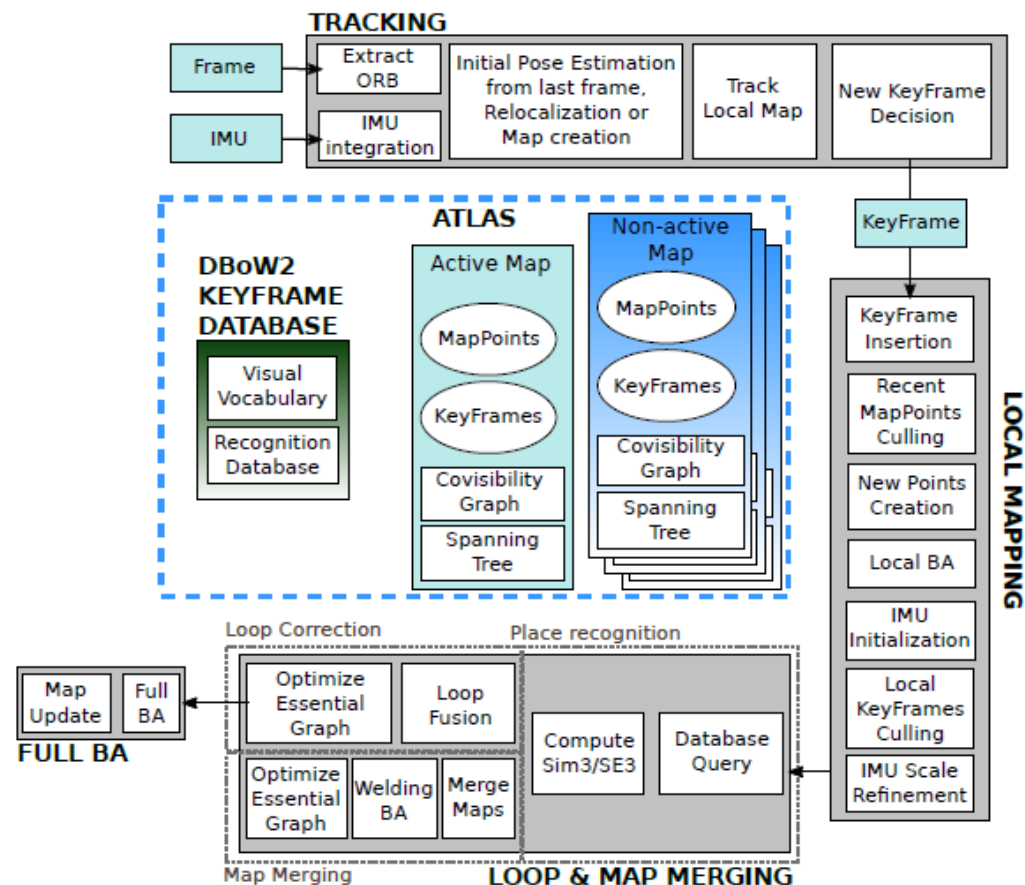 TRACKING
Frame
IMU
Extract
ORB
IMU
integration
Initial Pose Estimation
from last frame,
Relocalization or
Map creation
Track
Local Map
New KeyFrame
Decision
KeyFrame
ATLAS
DBoW2
KEYFRAME
DATABASE
Visual
Vocabulary
Recognition
Database
Active Map
MapPoints
KeyFrames
Covisibility
Graph
Spanning
Tree
Non-active
Map
MapPoints
KeyFrames
Covisibility
Graph
Spanning
Tree
KeyFrame
Insertion
Recent
MapPoints
Culling
New Points
Creation
Local BA
IMU
Initialization
Local
KeyFrames
Culling
IMU Scale
Refinement
LOCAL MAPPING
Loop Correction
Place recognition
Optimize
Essential
Graph
Loop
Fusion
Compute
Sim3/SE3
Database
Query
Map
Update
Full
BA
FULL BA
Optimize
Essential
Graph
Welding
BA
Merge
Maps
Map Merging
LOOP & MAP MERGING